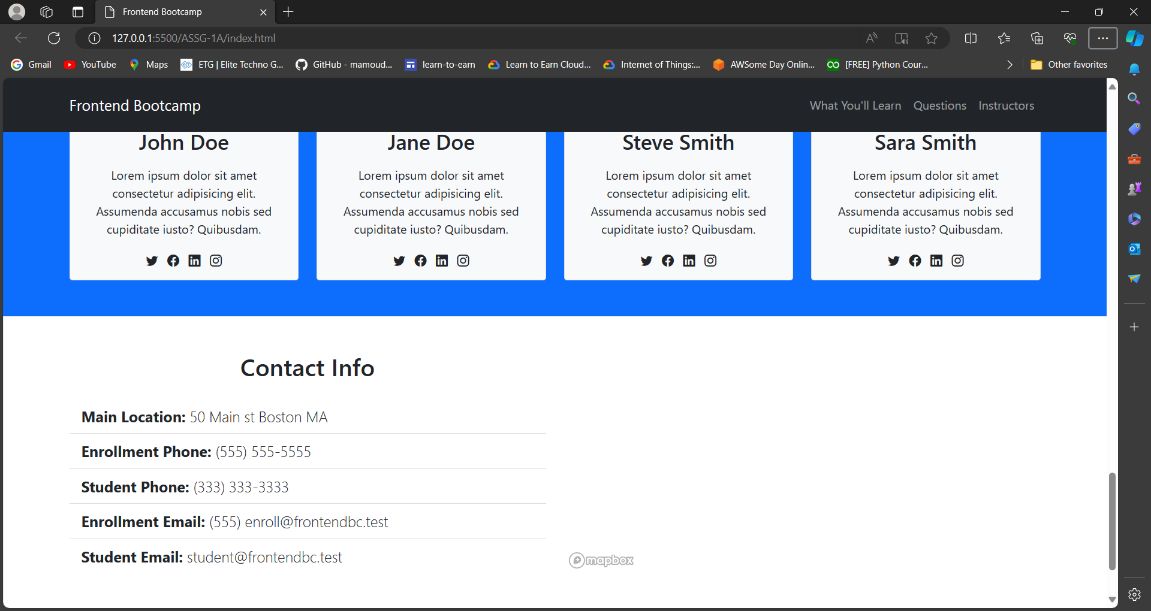 Frontend Bootcamp
127.0.0.1:5500/ASSG-1A/index.html
Gmail YouTube Maps ETG | Elite Techno G... GitHub - mamoud... learn-to-earn Learn to Earn Cloud... Internet of Things:... AWSome Day Onlin... [FREE] Python Cour... Other favorites
Frontend Bootcamp What You'll Learn Questions Instructors
John Doe Jane Doe Steve Smith Sara Smith
Lorem ipsum dolor sit amet Lorem ipsum dolor sit amet Lorem ipsum dolor sit amet Lorem ipsum dolor sit amet
consectetur adipisicing elit. consectetur adipisicing elit. consectetur adipisicing elit. consectetur adipisicing elit.
Assumenda accusamus nobis sed Assumenda accusamus nobis sed Assumenda accusamus nobis sed Assumenda accusamus nobis sed
cupiditate iusto? Quibusdam. cupiditate iusto? Quibusdam. cupiditate iusto? Quibusdam. cupiditate iusto? Quibusdam.
Contact Info
Main Location: 50 Main st Boston MA
Enrollment Phone: (555) 555-5555
Student Phone: (333) 333-3333
Enrollment Email: (555) enroll@frontendbc.test
Student Email: student@frontendbc.test
mapbox